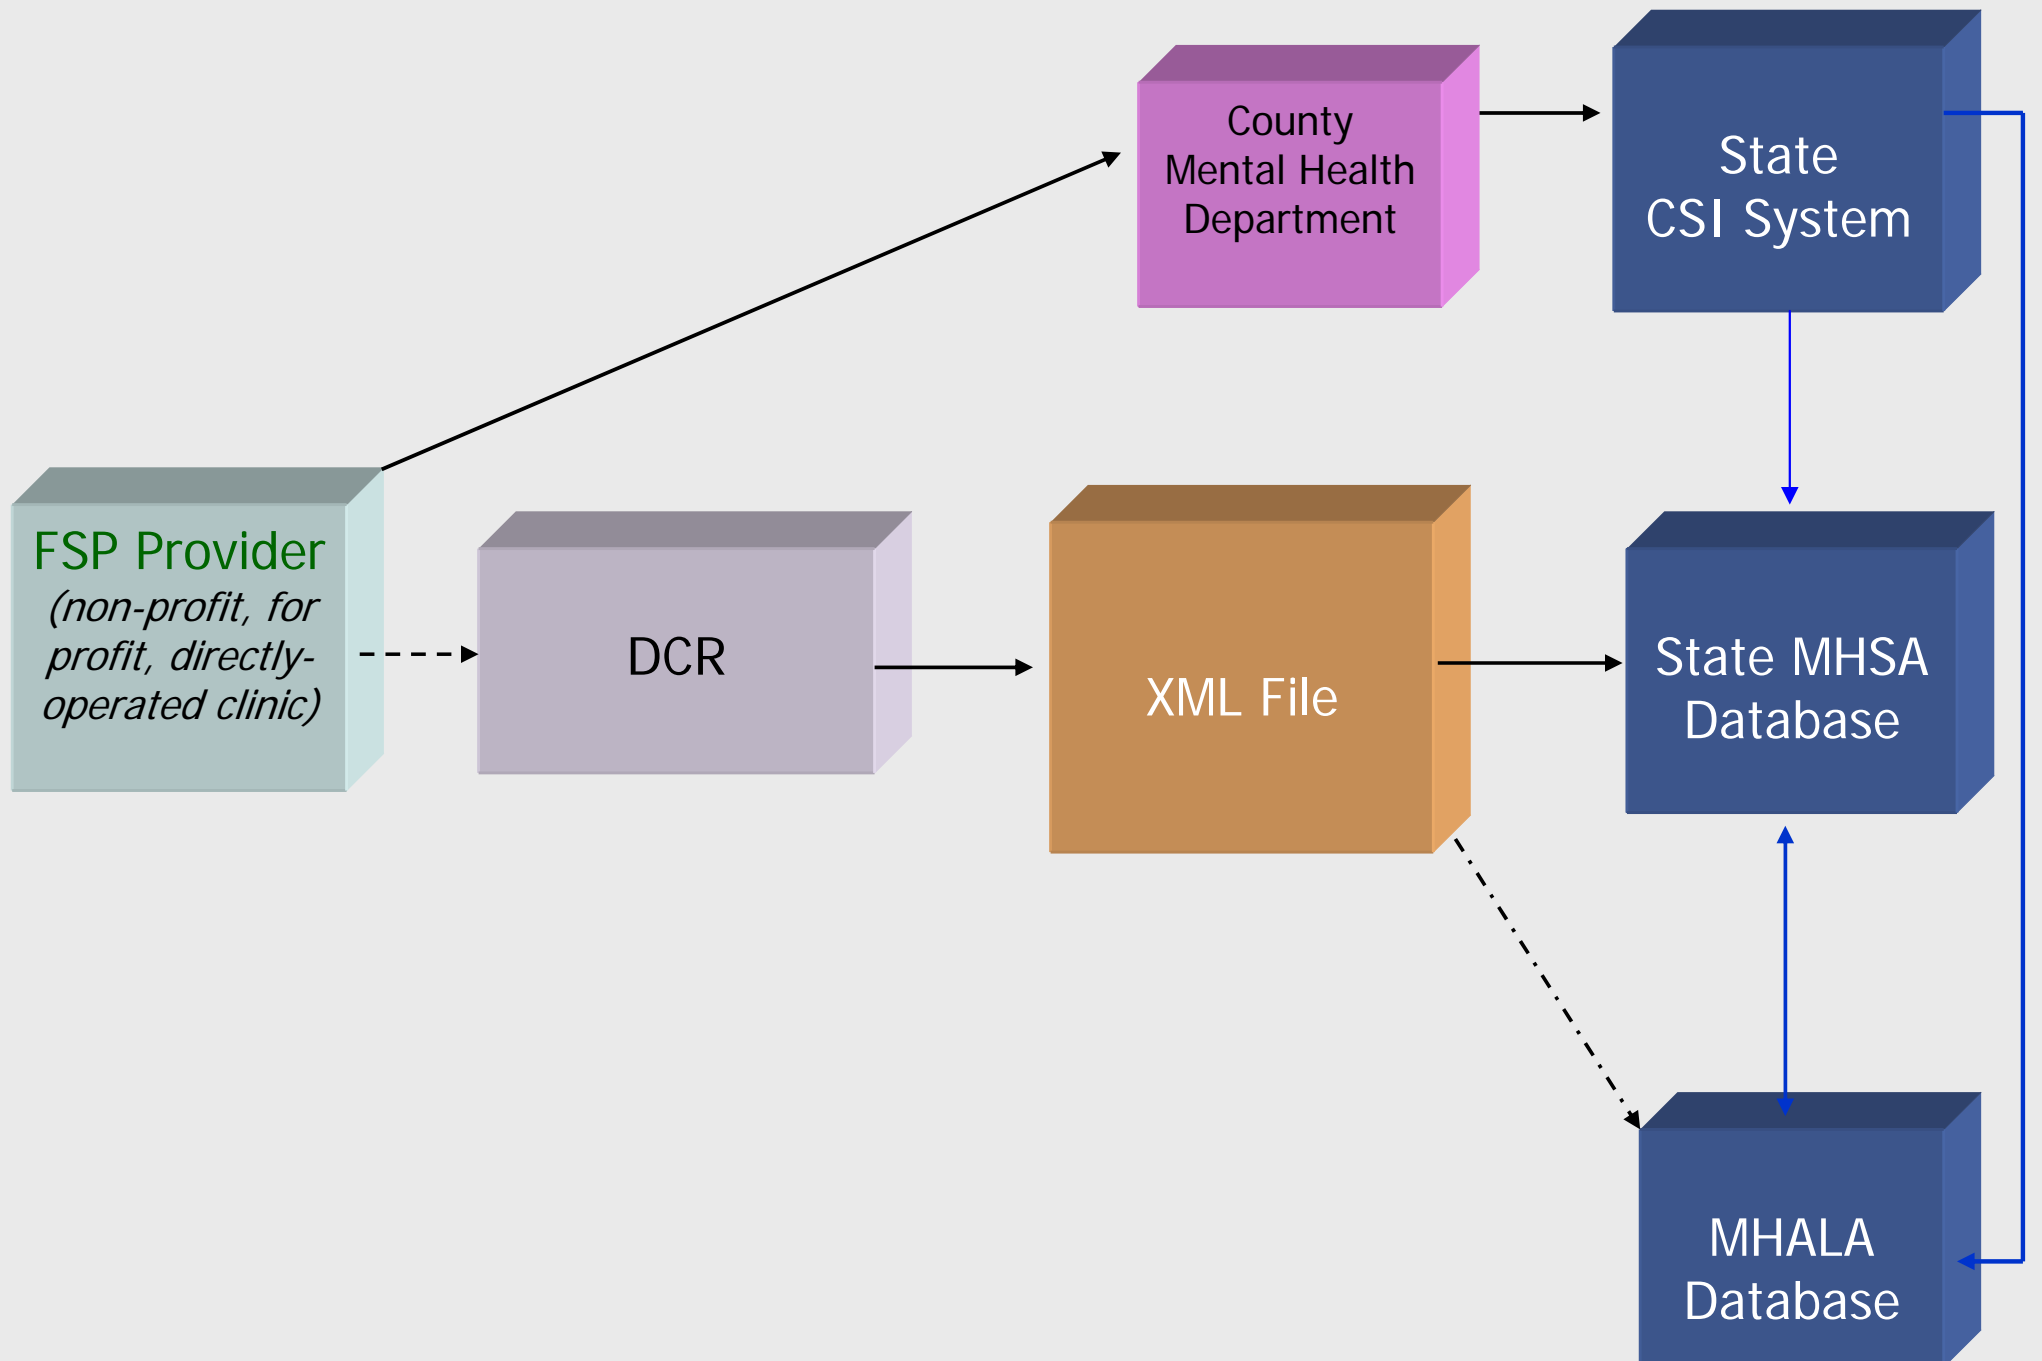 County
Mental Health
Department
State
CSI System
FSP Provider
(non-profit, for
profit, directly-
operated clinic)
DCR
XML File
State MHSA
Database
MHALA
Database